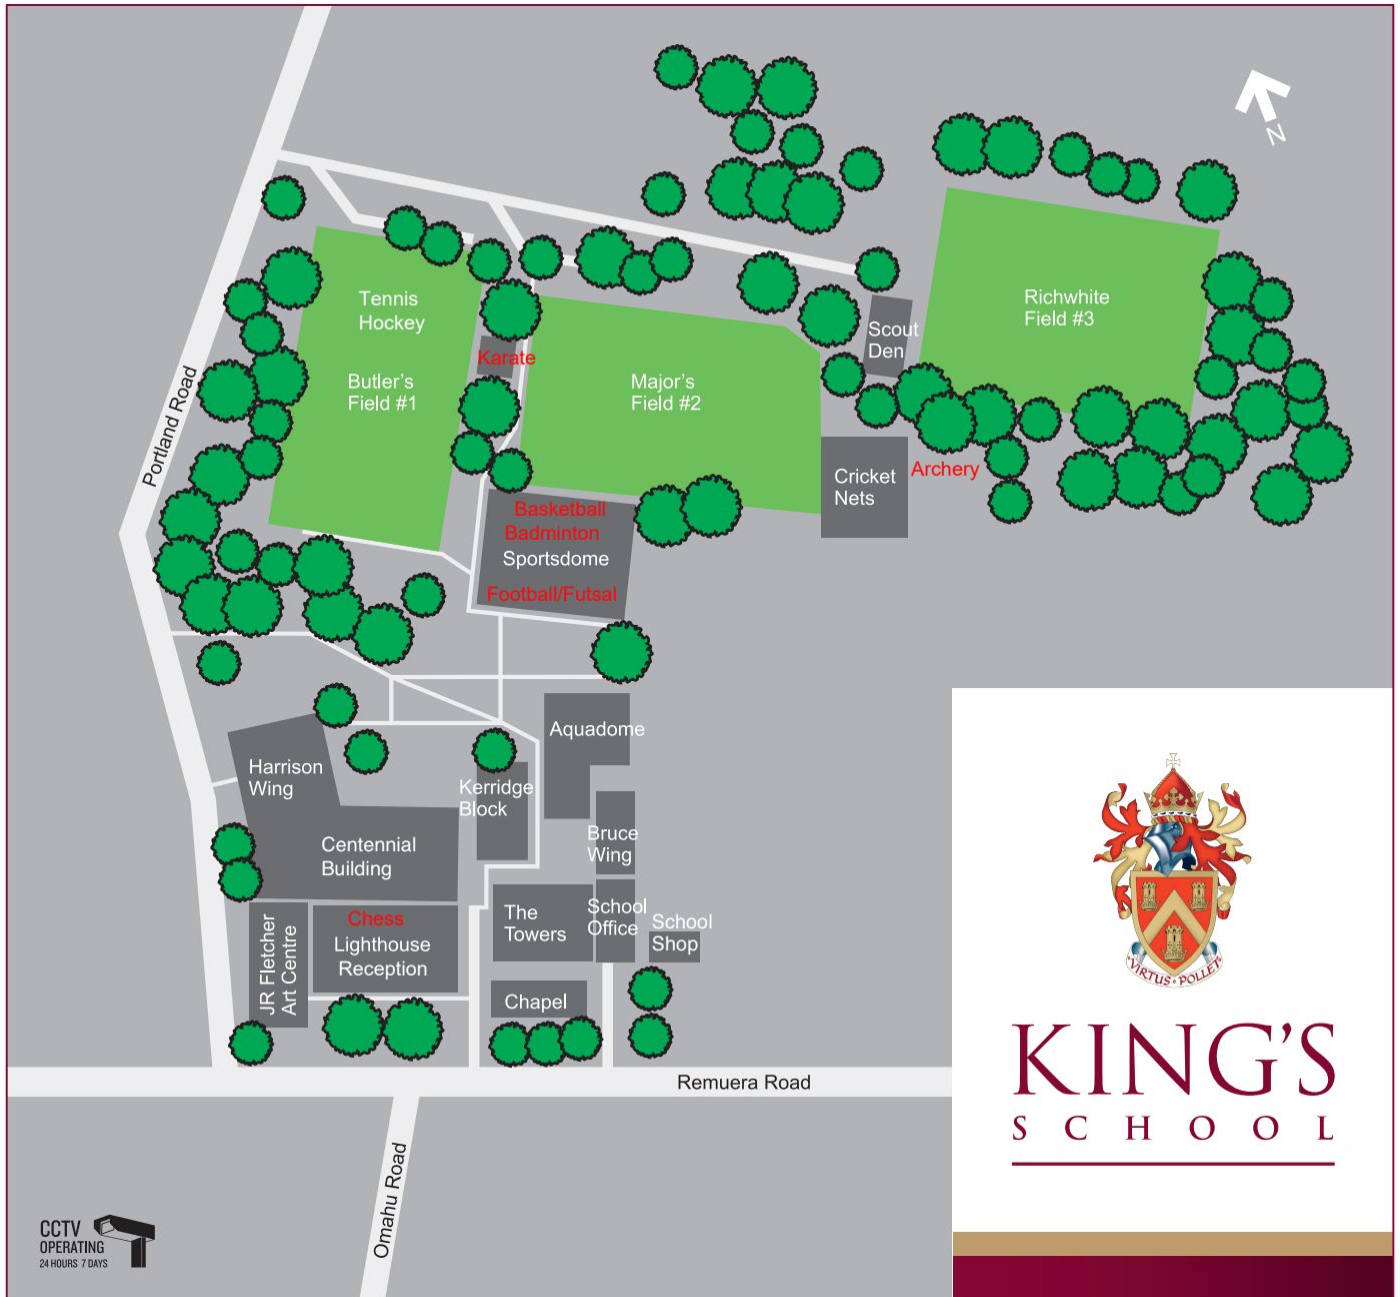 N
Tennis
Hockey
Richwhite
Field #3
Scout
Den
Karate
Butler's
Field #1
Major's
Field #2
Portland Road
Cricket
Nets
Archery
Basketball
Badminton
Sportsdome
Football/Futsal
Aquadome
Harrison
Wing
Kerridge
Block
Centennial
Building
Bruce
Wing
JR Fletcher
Art Centre
Chess
Lighthouse
Reception
The
Towers
School
Office
School
Shop
Chapel
Remuera Road
Omahu Road
CCTV
OPERATING
24 HOURS 7 DAYS
VIRTUS · POLLET
KING'S
SCHOOL